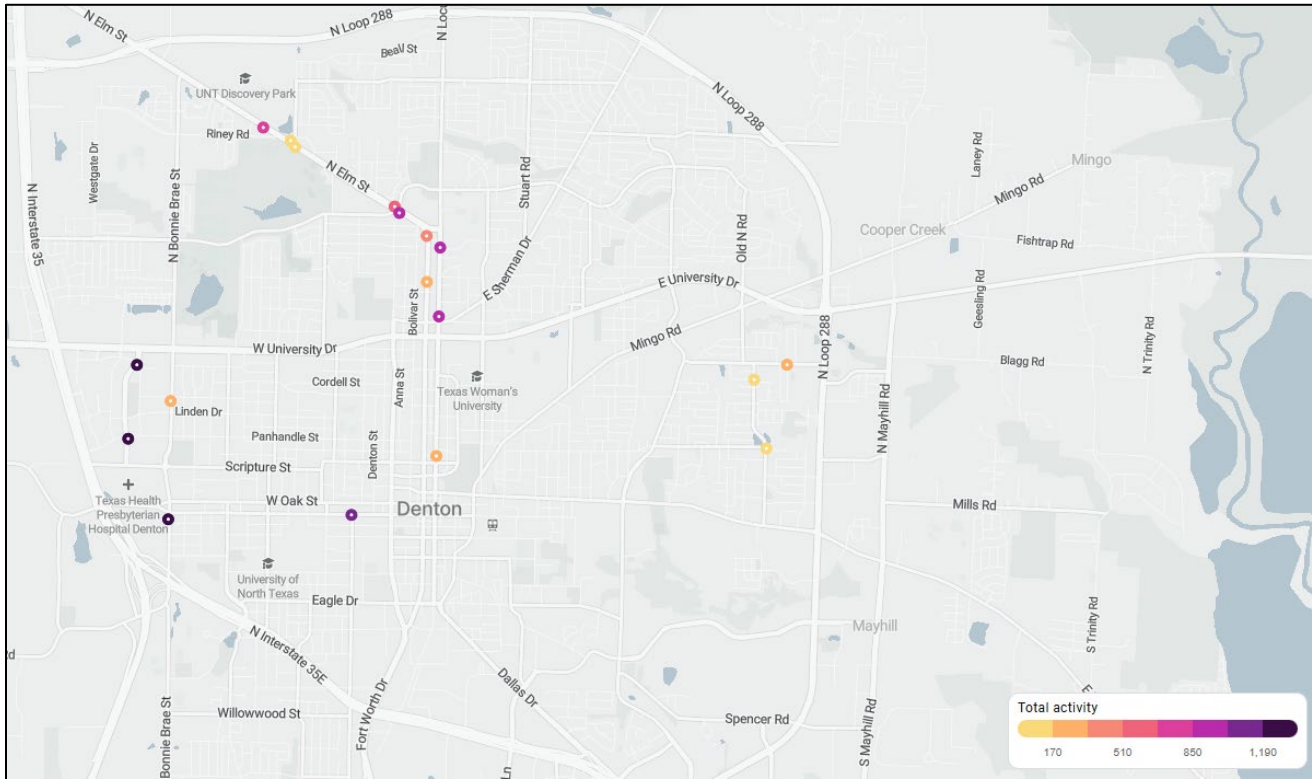 N Elm St
N Loop 288
N Loc
Beall St
UNT Discovery Park
Riney Rd
Westgate Dr
N Interstate 35
N Bonnie Brae St
N Elm St
Stuart Rd
N Loop 288
Laney Rd
Mingo
Mingo Rd
Old N Rd
Cooper Creek
Fishtrap Rd
E Sherman Dr
E University Dr
Geesling Rd
Bolivar St
N Trinity Rd
Mingo Rd
N Loop 288
W University Dr
Blagg Rd
Cordell St
Anna St
Texas Woman's
University
Linden Dr
N Mayhill Rd
Panhandle St
Denton St
Scripture St
Texas Health
Presbyterian
Hospital Denton
W Oak St
Denton
Mills Rd
University of
North Texas
Eagle Dr
Mayhill
S Trinity Rd
N Interstate 35E
Rd
Dallas Dr
Fort Worth Dr
Bonnie Brae St
Willowwood St
Spencer Rd
S Mayhill Rd
E
Ln
Total activity
170
510
850
1,190